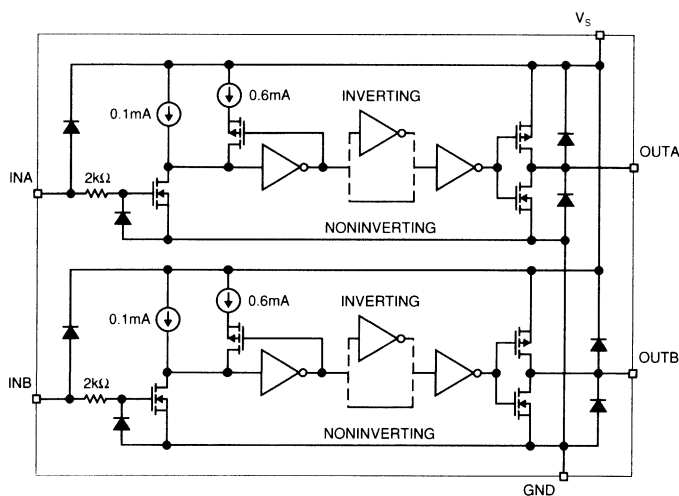 Vs
0.6mA
INVERTING
0.1mA
OUTA
INA
2kΩ
NONINVERTING
0.6mA
INVERTING
0.1mA
OUTB
INB
2kΩ
NONINVERTING
GND